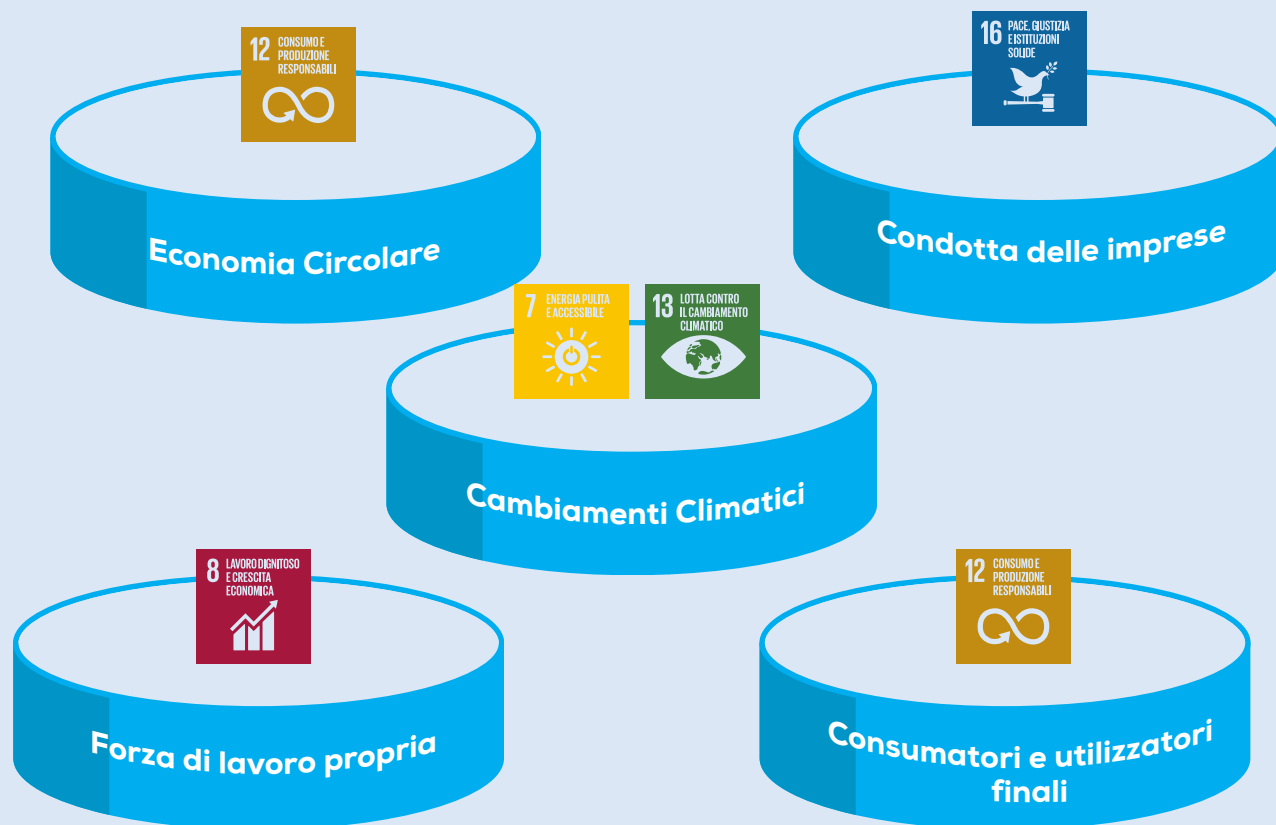 12 CONSUMO E
PRODUZIONE
RESPONSABILI
Economia Circolare
16 PACE, GIUSTIZIA
E ISTITUZIONI
SOLIDE
Condotta delle imprese
7 ENERGIA PULITA
E ACCESSIBILE
13 LOTTA CONTRO
IL CAMBIAMENTO
CLIMATICO
Cambiamenti Climatici
8 LAVORO DIGNITOSO
E CRESCITA
ECONOMICA
Forza di lavoro propria
12 CONSUMO E
PRODUZIONE
RESPONSABILI
Consumatori e utilizzatori
finali